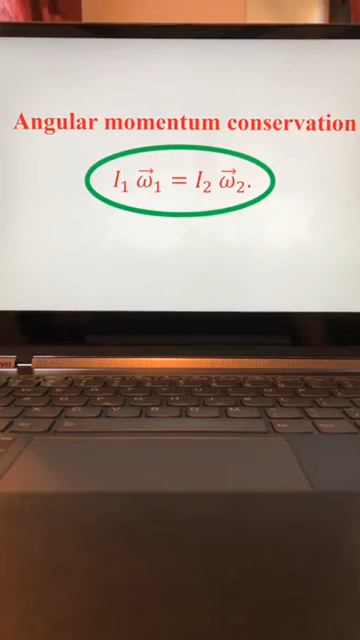 Angular momentum conservation
I₁ ω⃗₁ = I₂ ω⃗₂.